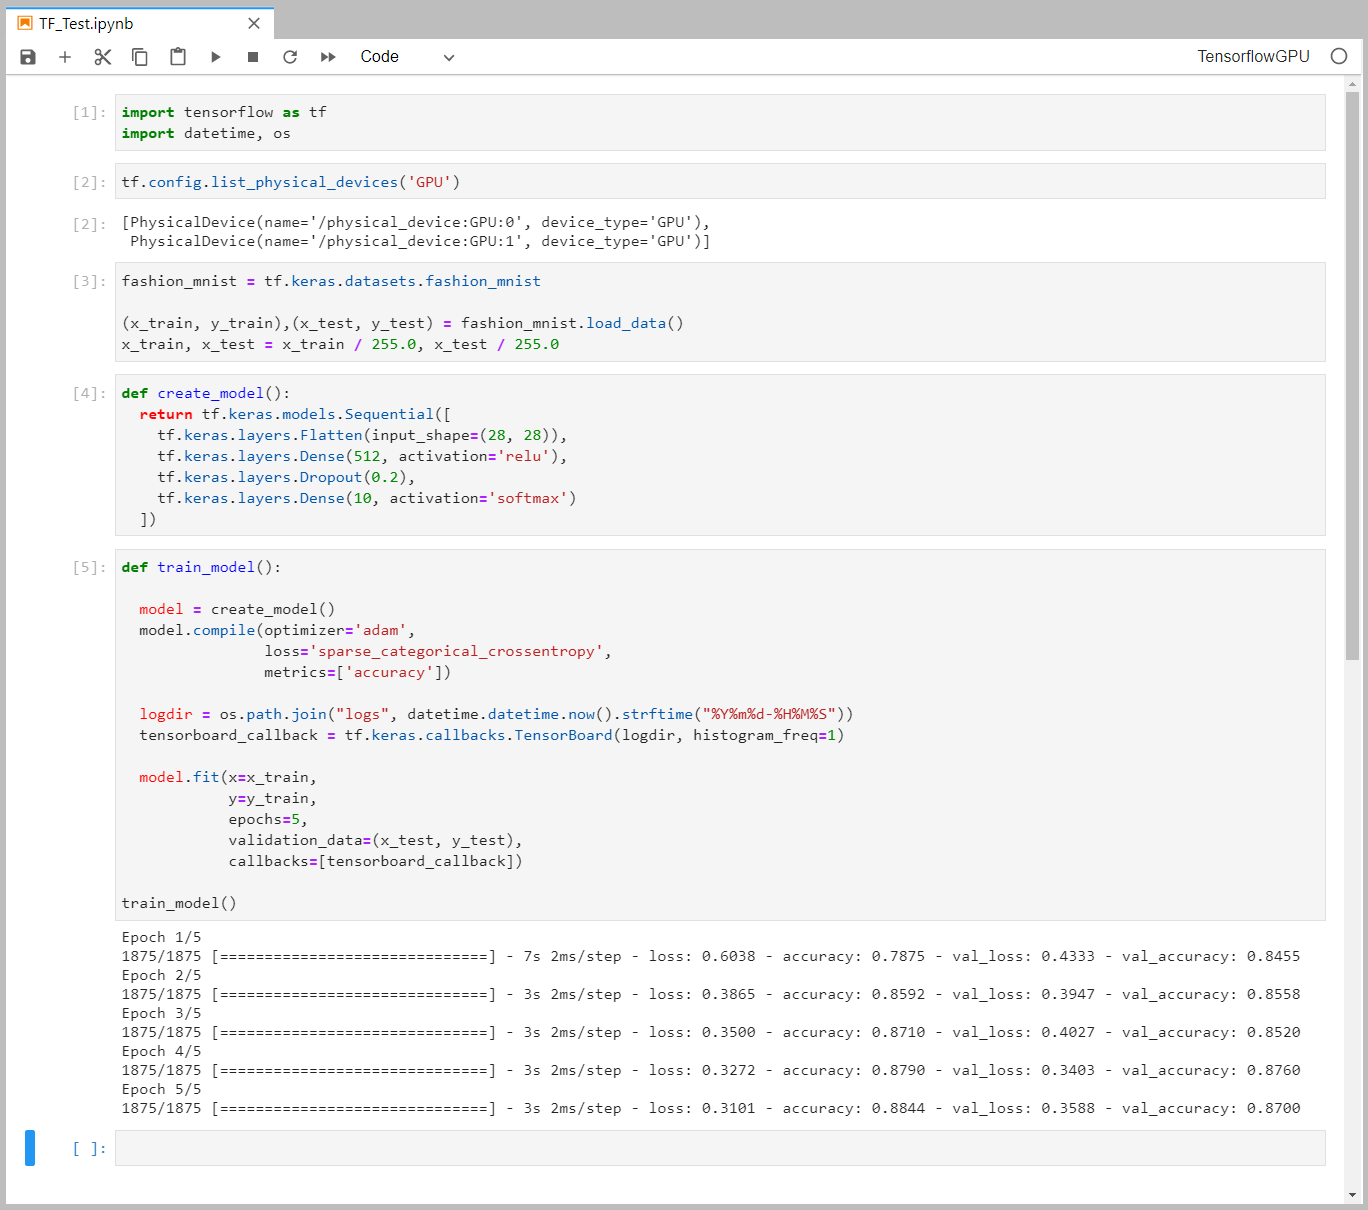 TF_Test.ipynb
Code
TensorflowGPU
[1]: import tensorflow as tf
import datetime, os
[2]: tf.config.list_physical_devices('GPU')
[2]: [PhysicalDevice(name='/physical_device:GPU:0', device_type='GPU'),
 PhysicalDevice(name='/physical_device:GPU:1', device_type='GPU')]
[3]: fashion_mnist = tf.keras.datasets.fashion_mnist
(x_train, y_train),(x_test, y_test) = fashion_mnist.load_data()
x_train, x_test = x_train / 255.0, x_test / 255.0
[4]: def create_model():
  return tf.keras.models.Sequential([
    tf.keras.layers.Flatten(input_shape=(28, 28)),
    tf.keras.layers.Dense(512, activation='relu'),
    tf.keras.layers.Dropout(0.2),
    tf.keras.layers.Dense(10, activation='softmax')
  ])
[5]: def train_model():
  model = create_model()
  model.compile(optimizer='adam',
                loss='sparse_categorical_crossentropy',
                metrics=['accuracy'])
  logdir = os.path.join("logs", datetime.datetime.now().strftime("%Y%m%d-%H%M%S"))
  tensorboard_callback = tf.keras.callbacks.TensorBoard(logdir, histogram_freq=1)
  model.fit(x=x_train,
            y=y_train,
            epochs=5,
            validation_data=(x_test, y_test),
            callbacks=[tensorboard_callback])
train_model()
Epoch 1/5
1875/1875 [==============================] - 7s 2ms/step - loss: 0.6038 - accuracy: 0.7875 - val_loss: 0.4333 - val_accuracy: 0.8455
Epoch 2/5
1875/1875 [==============================] - 3s 2ms/step - loss: 0.3865 - accuracy: 0.8592 - val_loss: 0.3947 - val_accuracy: 0.8558
Epoch 3/5
1875/1875 [==============================] - 3s 2ms/step - loss: 0.3500 - accuracy: 0.8710 - val_loss: 0.4027 - val_accuracy: 0.8520
Epoch 4/5
1875/1875 [==============================] - 3s 2ms/step - loss: 0.3272 - accuracy: 0.8790 - val_loss: 0.3403 - val_accuracy: 0.8760
Epoch 5/5
1875/1875 [==============================] - 3s 2ms/step - loss: 0.3101 - accuracy: 0.8844 - val_loss: 0.3588 - val_accuracy: 0.8700
[ ]: